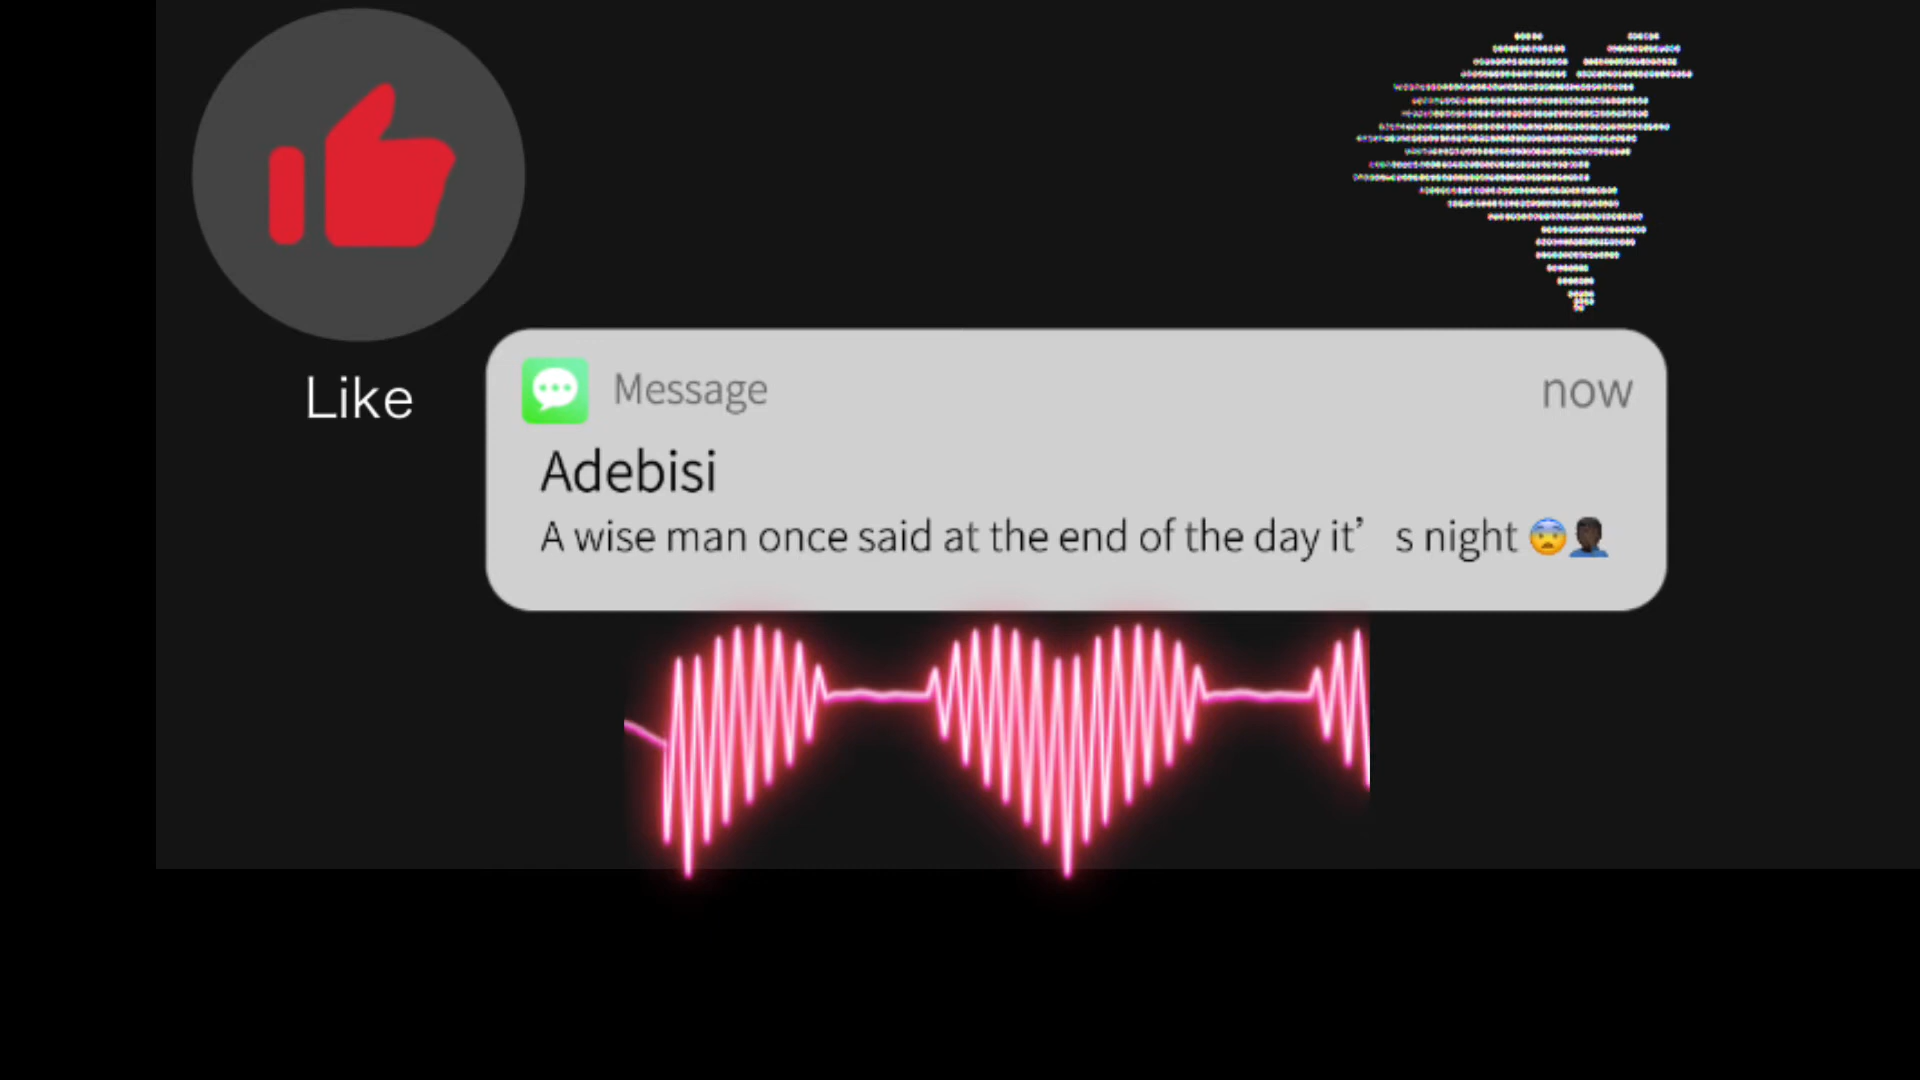 Like
Message
now
Adebisi
A wise man once said at the end of the day it’ s night 😨🤦🏿‍♂️